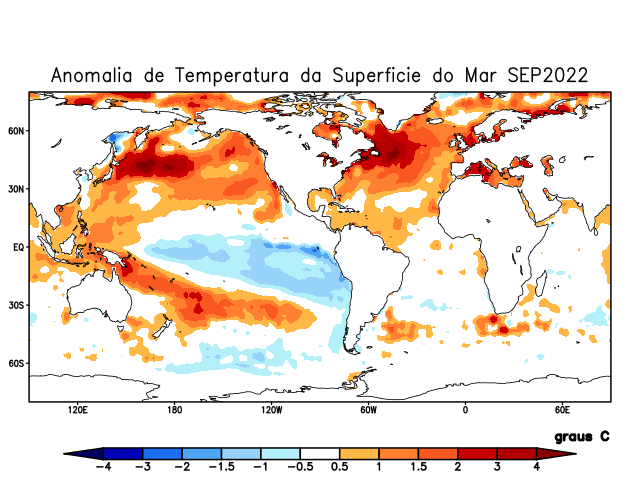 Anomalia de Temperatura da Superfície do Mar SEP2022
60N
30N
EQ
30S
60S
120E 180 120W 60W 0 60E
graus C
-4 -3 -2 -1.5 -1 -0.5 0.5 1 1.5 2 3 4